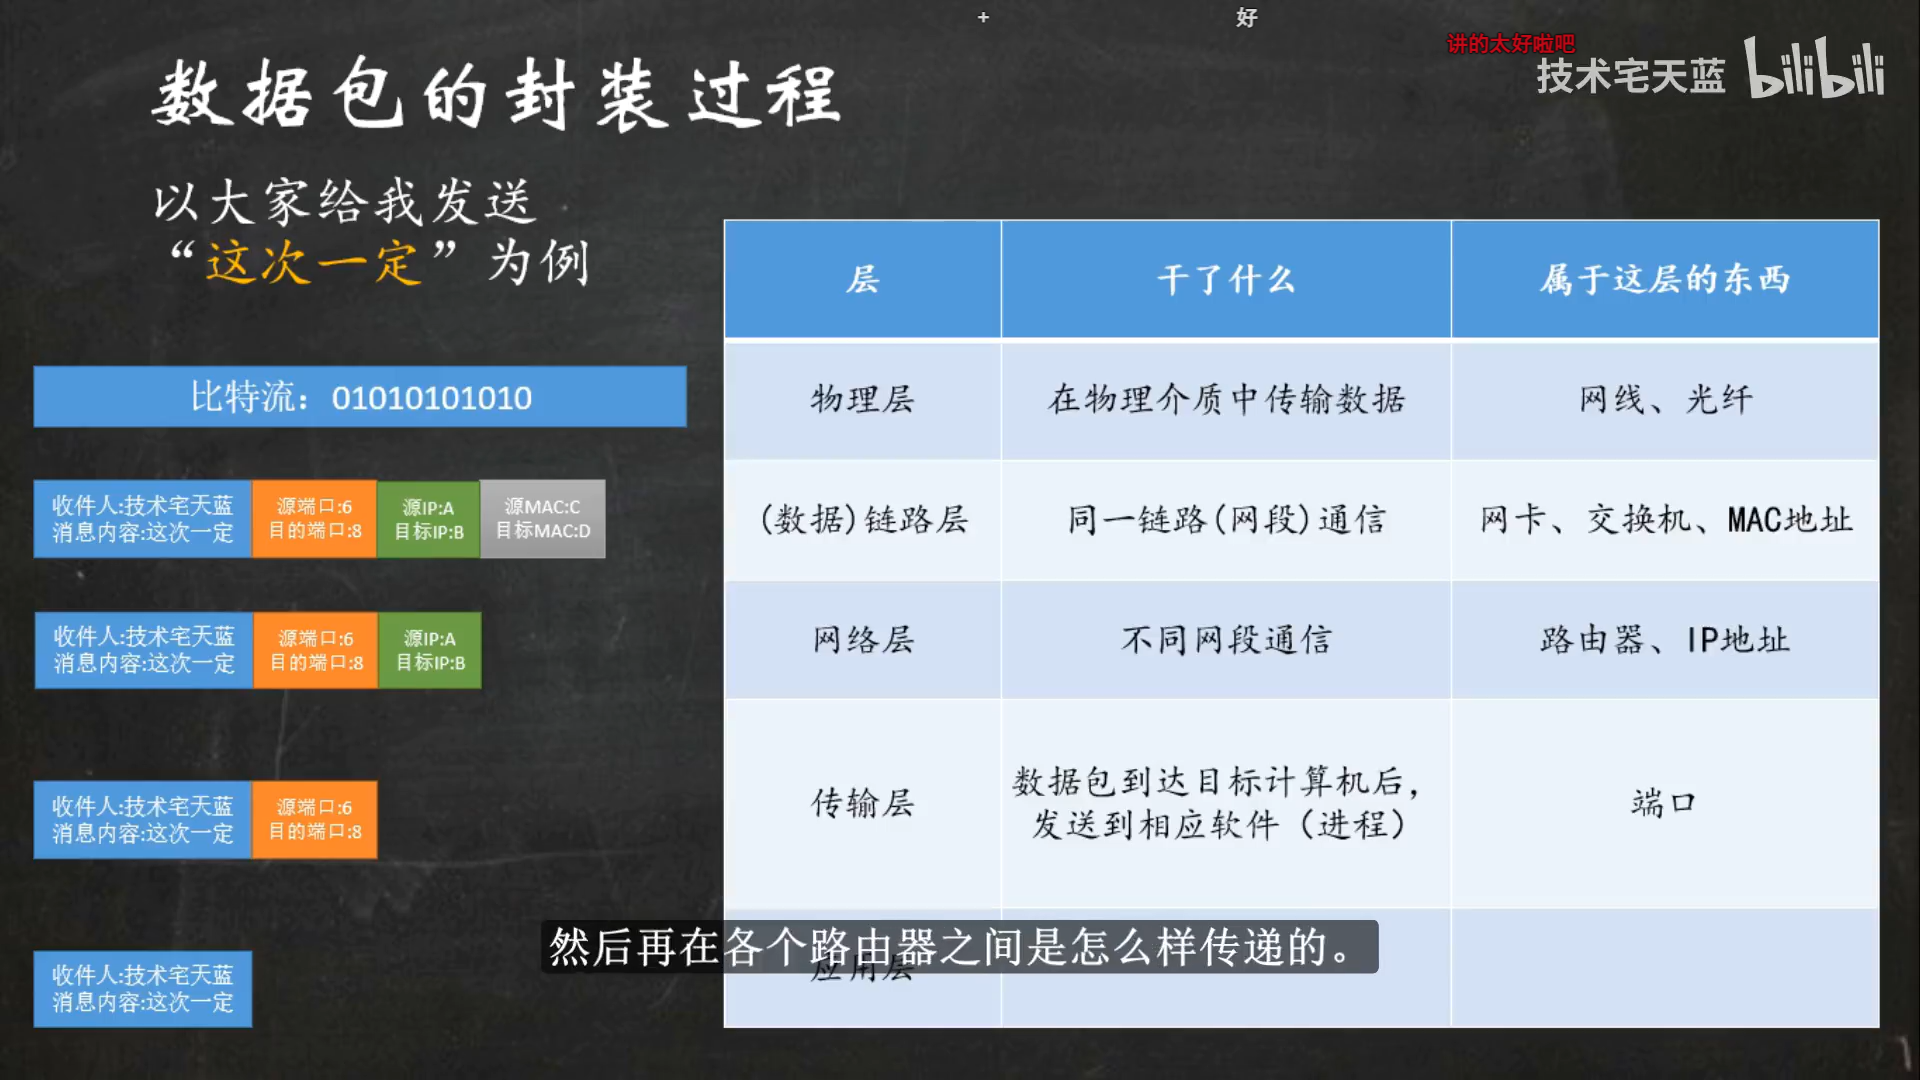 +
好
讲的太好啦吧
技术宅天蓝 bilibili
数据包的封装过程
以大家给我发送
“这次一定”为例
比特流：01010101010
收件人:技术宅天蓝
消息内容:这次一定
源端口:6
目的端口:8
源IP:A
目标IP:B
源MAC:C
目标MAC:D
收件人:技术宅天蓝
消息内容:这次一定
源端口:6
目的端口:8
源IP:A
目标IP:B
收件人:技术宅天蓝
消息内容:这次一定
源端口:6
目的端口:8
收件人:技术宅天蓝
消息内容:这次一定
层
干了什么
属于这层的东西
物理层
在物理介质中传输数据
网线、光纤
(数据)链路层
同一链路(网段)通信
网卡、交换机、MAC地址
网络层
不同网段通信
路由器、IP地址
传输层
数据包到达目标计算机后，
发送到相应软件（进程）
端口
应用层
然后再在各个路由器之间是怎么样传递的。